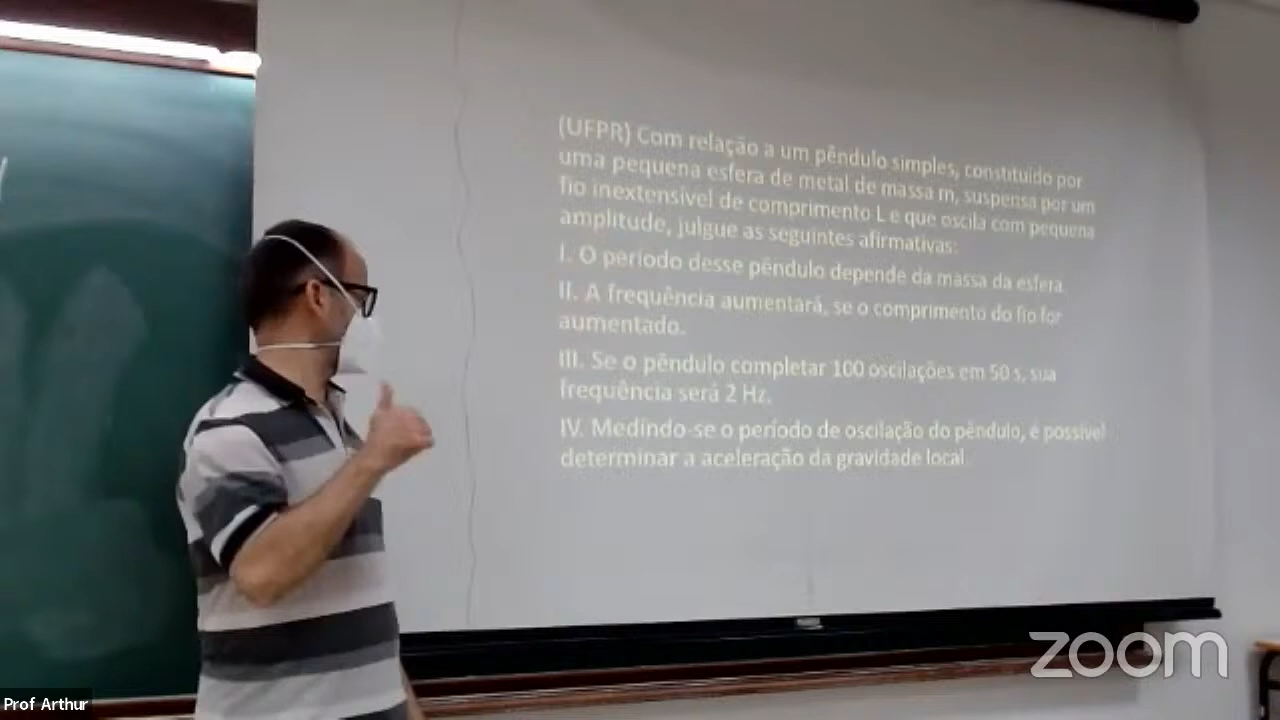 (UFPR) Com relação a um pêndulo simples, constituído por
uma pequena esfera de metal de massa m, suspensa por um
fio inextensível de comprimento L e que oscila com pequena
amplitude, julgue as seguintes afirmativas:
I. O período desse pêndulo depende da massa da esfera
II. A frequência aumentará, se o comprimento do fio for
aumentado.
III. Se o pêndulo completar 100 oscilações em 50 s, sua
frequência será 2 Hz.
IV. Medindo-se o período de oscilação do pêndulo, é possível
determinar a aceleração da gravidade local.
zoom
Prof Arthur